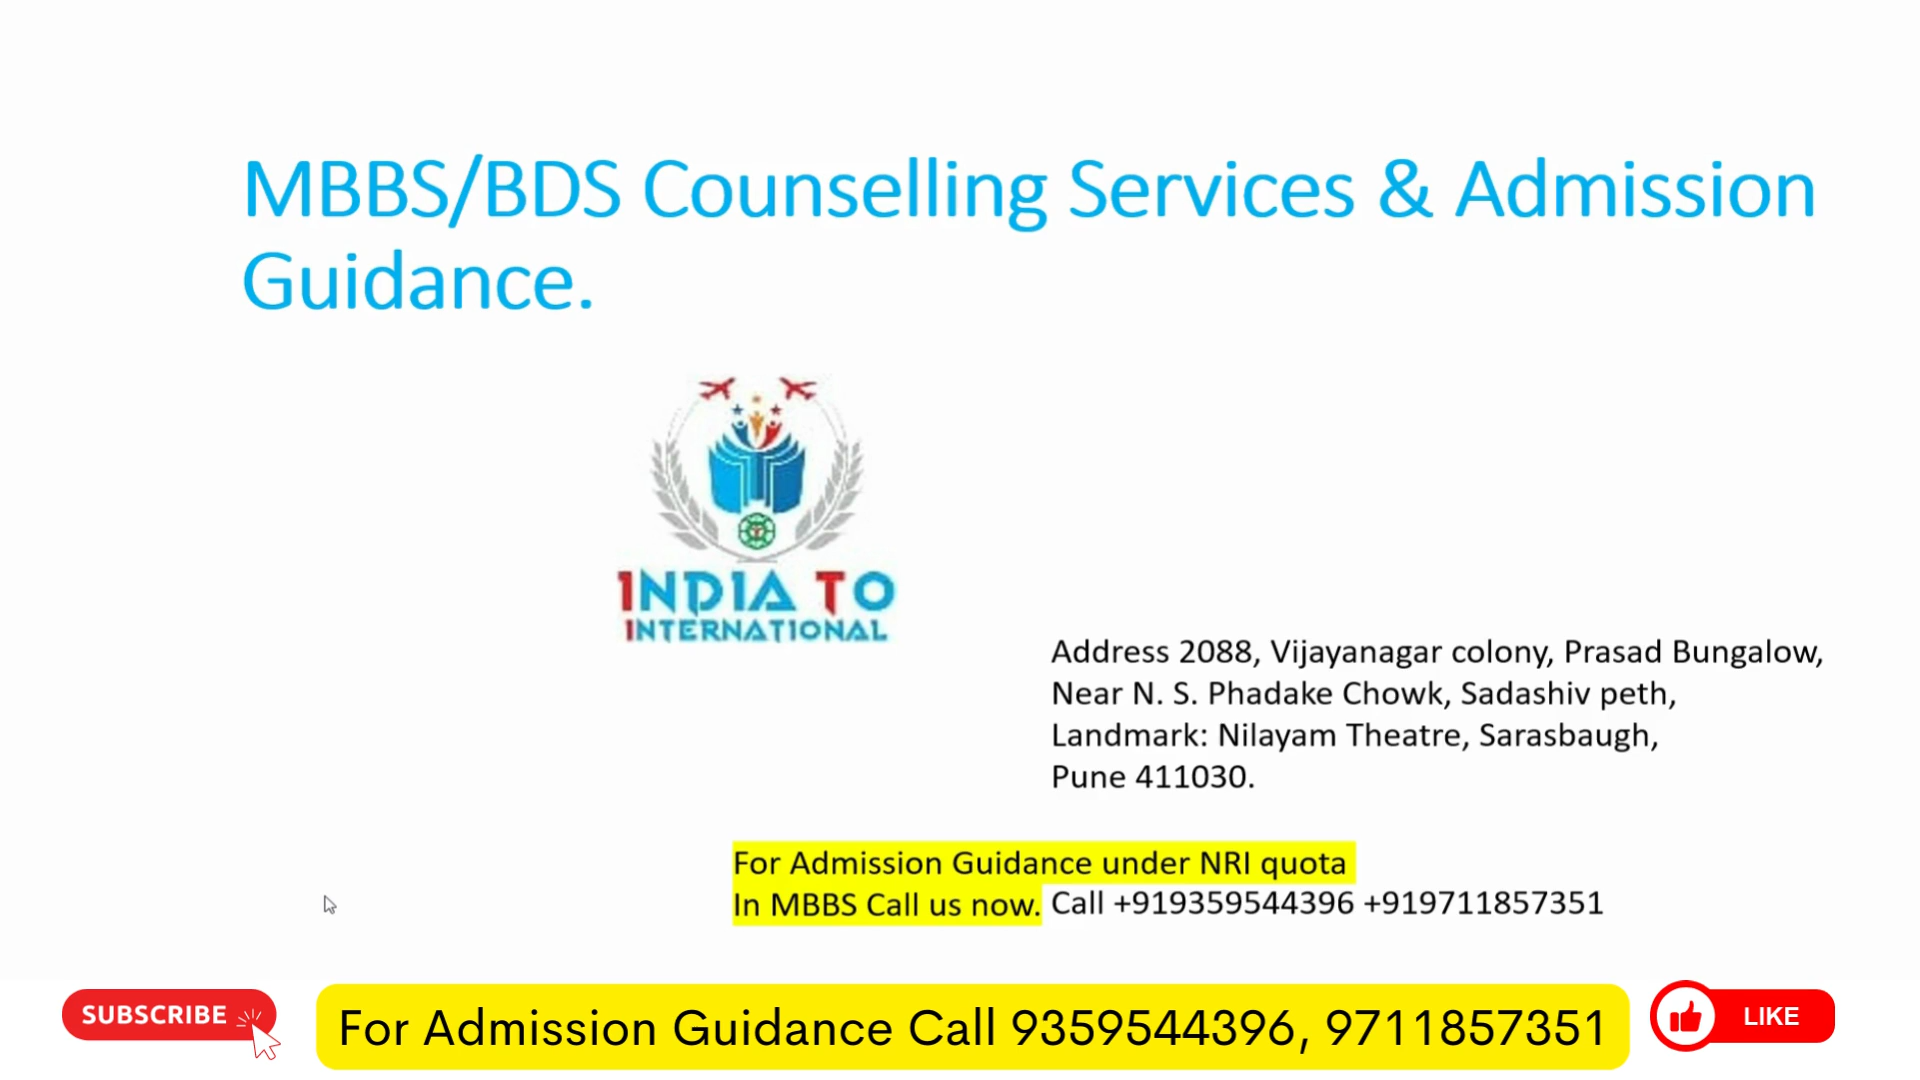 MBBS/BDS Counselling Services & Admission
Guidance.
INDIA TO
INTERNATIONAL
Address 2088, Vijayanagar colony, Prasad Bungalow,
Near N. S. Phadake Chowk, Sadashiv peth,
Landmark: Nilayam Theatre, Sarasbaugh,
Pune 411030.
For Admission Guidance under NRI quota
In MBBS Call us now. Call +919359544396 +919711857351
SUBSCRIBE
For Admission Guidance Call 9359544396, 9711857351
LIKE